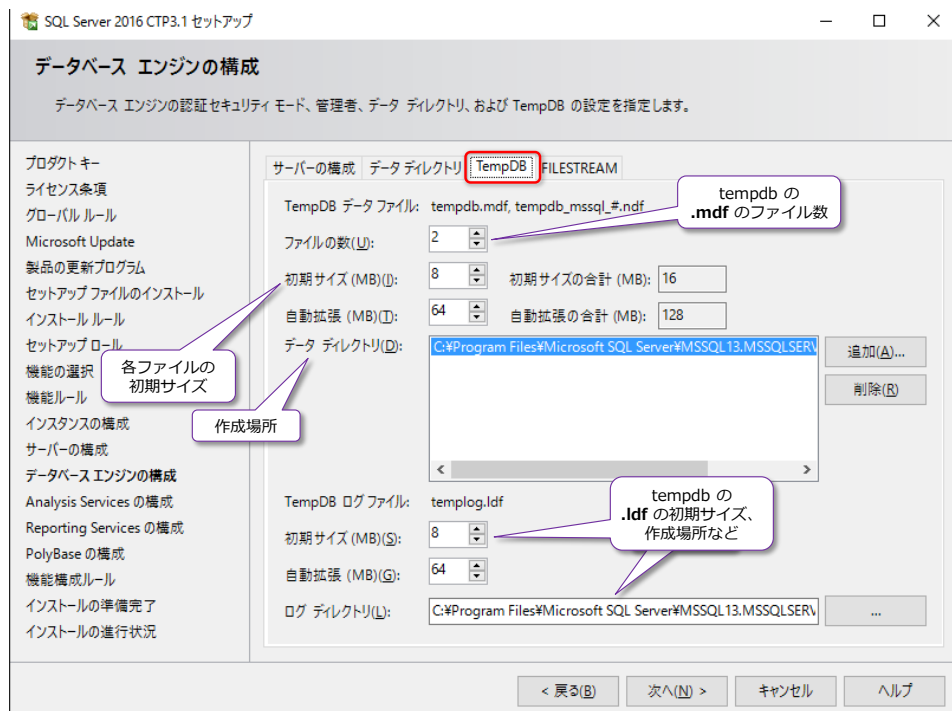 SQL Server 2016 CTP3.1 セットアップ
データベース エンジンの構成
データベース エンジンの認証セキュリティ モード、管理者、データ ディレクトリ、および TempDB の設定を指定します。
プロダクト キー
ライセンス条項
グローバル ルール
Microsoft Update
製品の更新プログラム
セットアップ ファイルのインストール
インストール ルール
セットアップ ロール
機能の選択
機能ルール
インスタンスの構成
サーバーの構成
データベース エンジンの構成
Analysis Services の構成
Reporting Services の構成
PolyBase の構成
機能構成ルール
インストールの準備完了
インストールの進行状況
各ファイルの
初期サイズ
作成場所
サーバーの構成 データ ディレクトリ TempDB FILESTREAM
TempDB データ ファイル: tempdb.mdf, tempdb_mssql_#.ndf
tempdb の
.mdf のファイル数
ファイルの数(U): 2
初期サイズ (MB)(I): 8 初期サイズの合計 (MB): 16
自動拡張 (MB)(T): 64 自動拡張の合計 (MB): 128
データ ディレクトリ(D): C:¥Program Files¥Microsoft SQL Server¥MSSQL13.MSSQLSERV 追加(A)...
削除(R)
TempDB ログ ファイル: templog.ldf
tempdb の
.ldf の初期サイズ、
作成場所など
初期サイズ (MB)(S): 8
自動拡張 (MB)(G): 64
ログ ディレクトリ(L): C:¥Program Files¥Microsoft SQL Server¥MSSQL13.MSSQLSERV ...
< 戻る(B) 次へ(N) > キャンセル ヘルプ